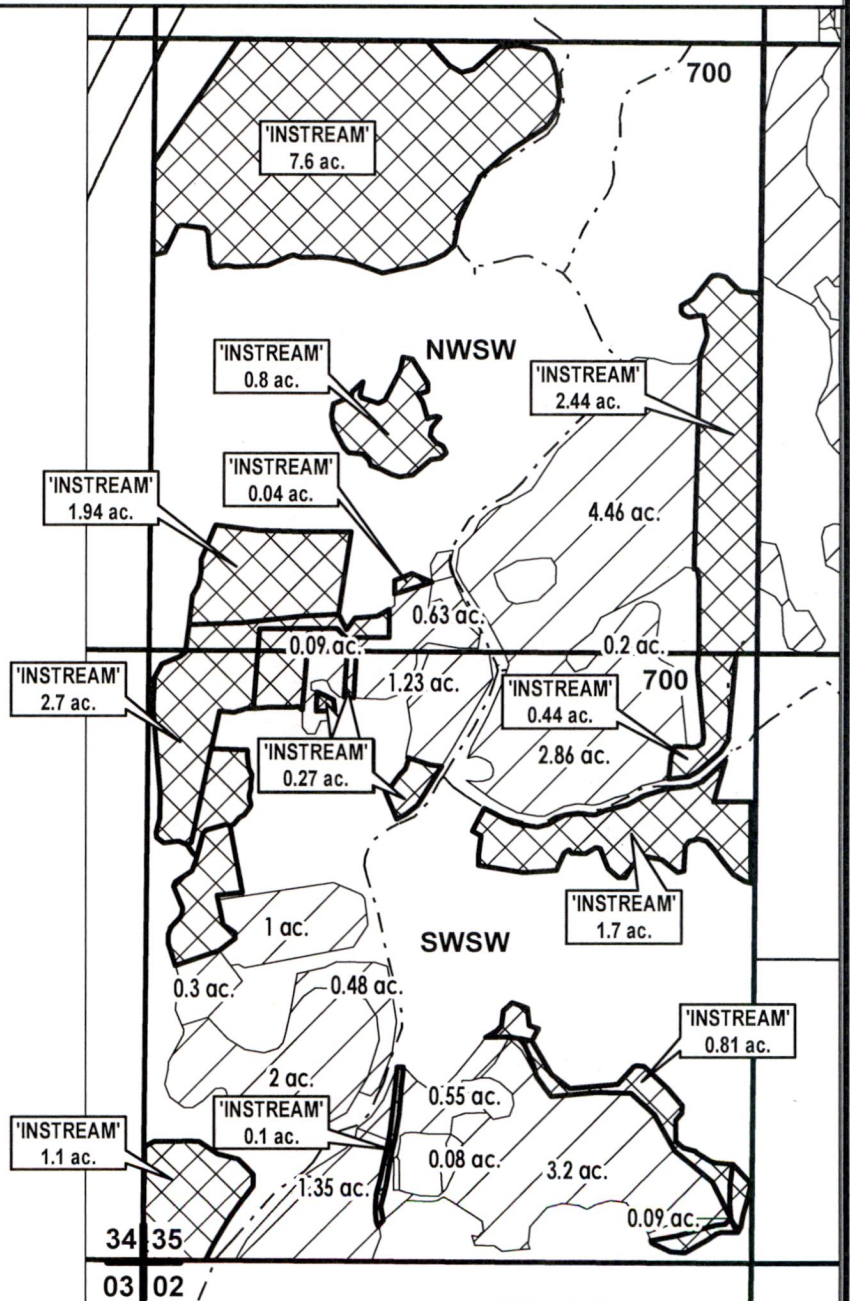 700
'INSTREAM'
7.6 ac.
NWSW
'INSTREAM'
0.8 ac.
'INSTREAM'
2.44 ac.
'INSTREAM'
0.04 ac.
'INSTREAM'
1.94 ac.
4.46 ac.
0.63 ac.
0.09 ac.
0.2 ac.
1.23 ac.
700
'INSTREAM'
2.7 ac.
'INSTREAM'
0.44 ac.
'INSTREAM'
0.27 ac.
2.86 ac.
'INSTREAM'
1.7 ac.
1 ac.
SWSW
0.3 ac.
0.48 ac.
'INSTREAM'
0.81 ac.
2 ac.
0.55 ac.
'INSTREAM'
0.1 ac.
'INSTREAM'
1.1 ac.
0.08 ac.
3.2 ac.
1.35 ac.
0.09 ac.
34 35
03 02